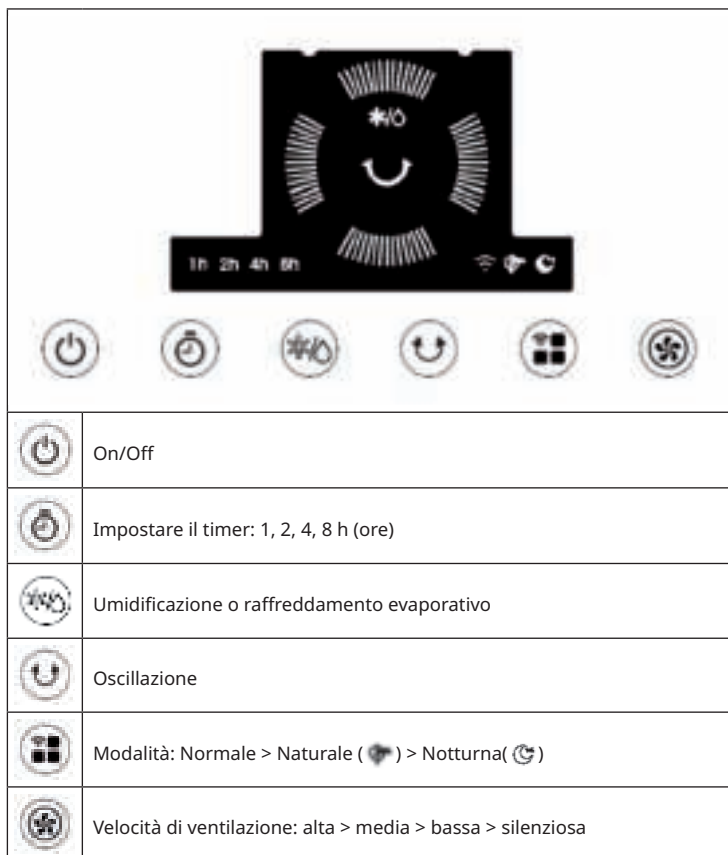 1h 2h 4h 8h
On/Off
Impostare il timer: 1, 2, 4, 8 h (ore)
Umidificazione o raffreddamento evaporativo
Oscillazione
Modalità: Normale > Naturale ( ) > Notturna( )
Velocità di ventilazione: alta > media > bassa > silenziosa